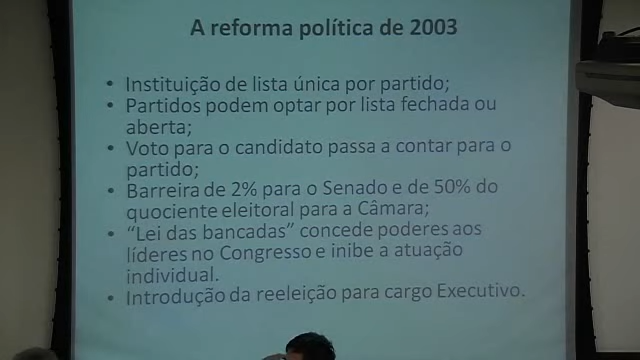 A reforma política de 2003
• Instituição de lista única por partido;
• Partidos podem optar por lista fechada ou
aberta;
• Voto para o candidato passa a contar para o
partido;
• Barreira de 2% para o Senado e de 50% do
quociente eleitoral para a Câmara;
• “Lei das bancadas” concede poderes aos
líderes no Congresso e inibe a atuação
individual.
• Introdução da reeleição para cargo Executivo.